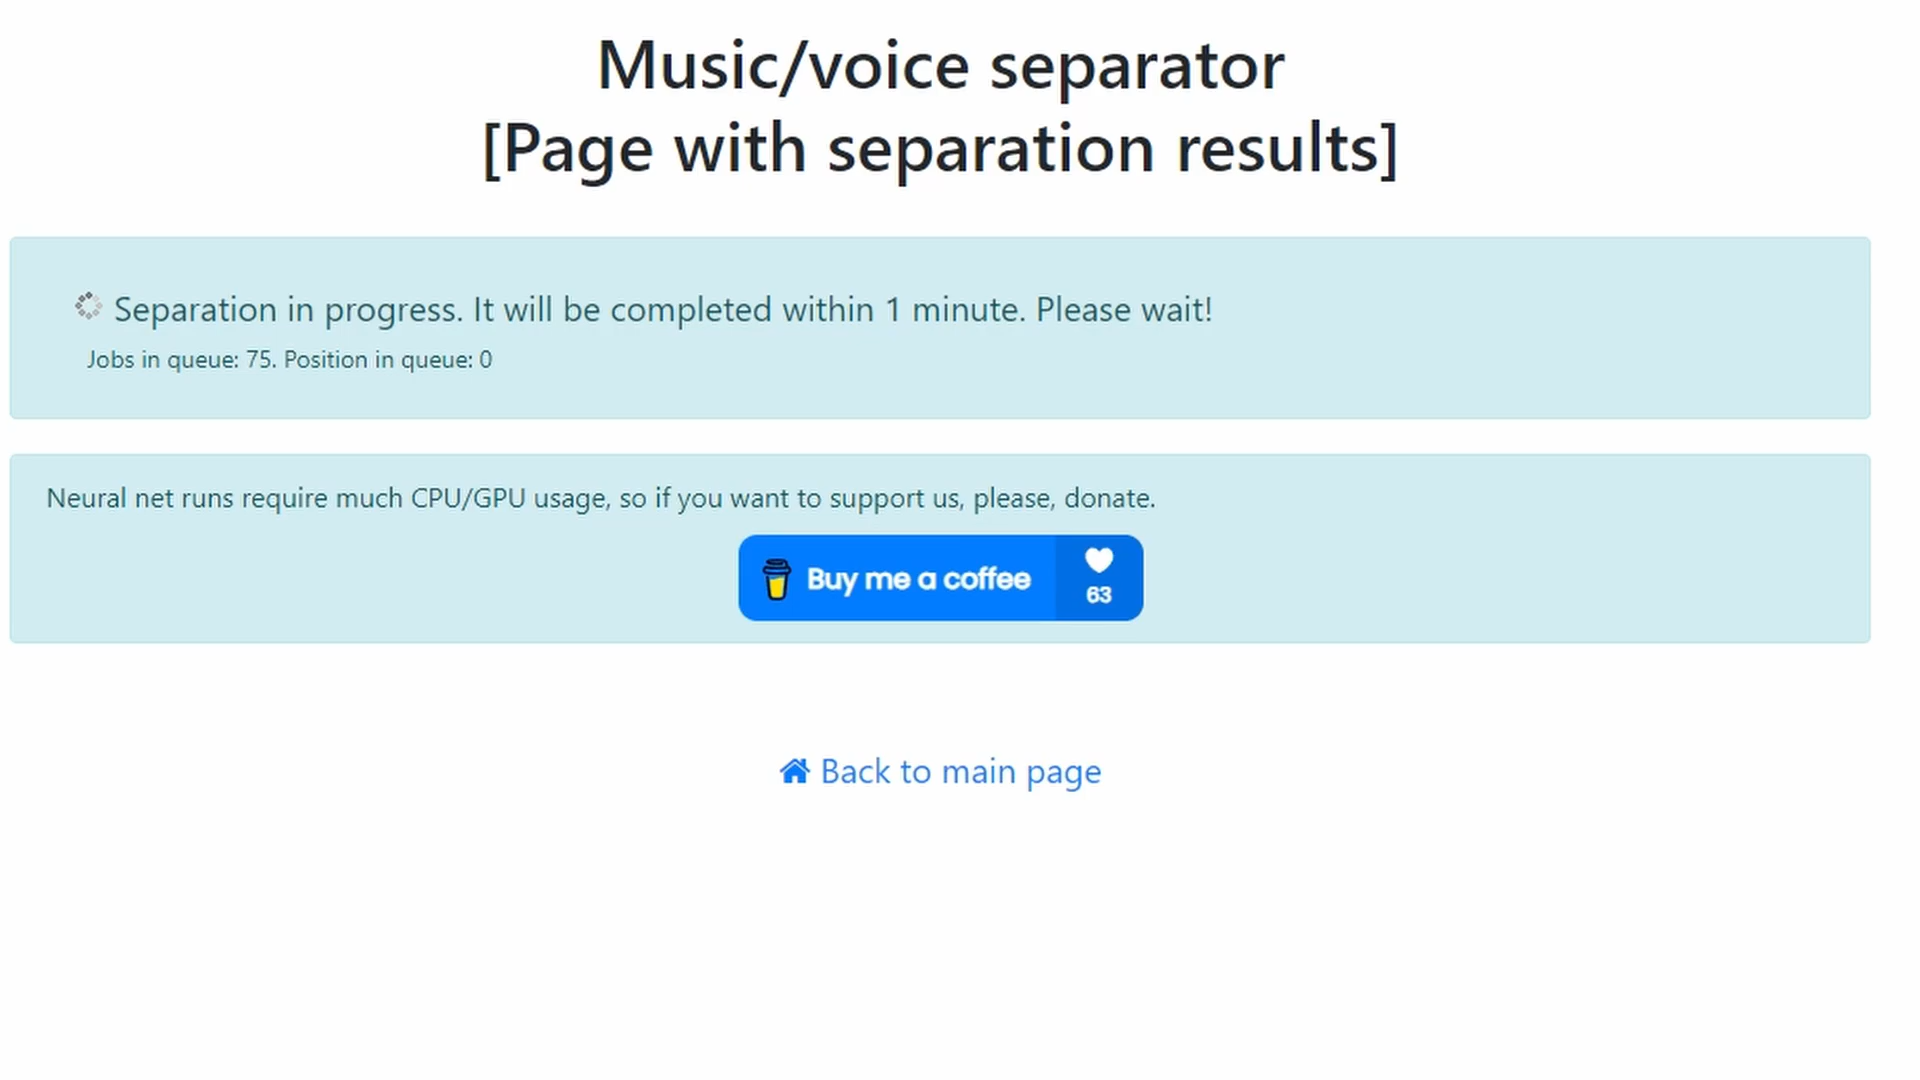 Music/voice separator
[Page with separation results]
Separation in progress. It will be completed within 1 minute. Please wait!
Jobs in queue: 75. Position in queue: 0
Neural net runs require much CPU/GPU usage, so if you want to support us, please, donate.
Buy me a coffee
63
Back to main page